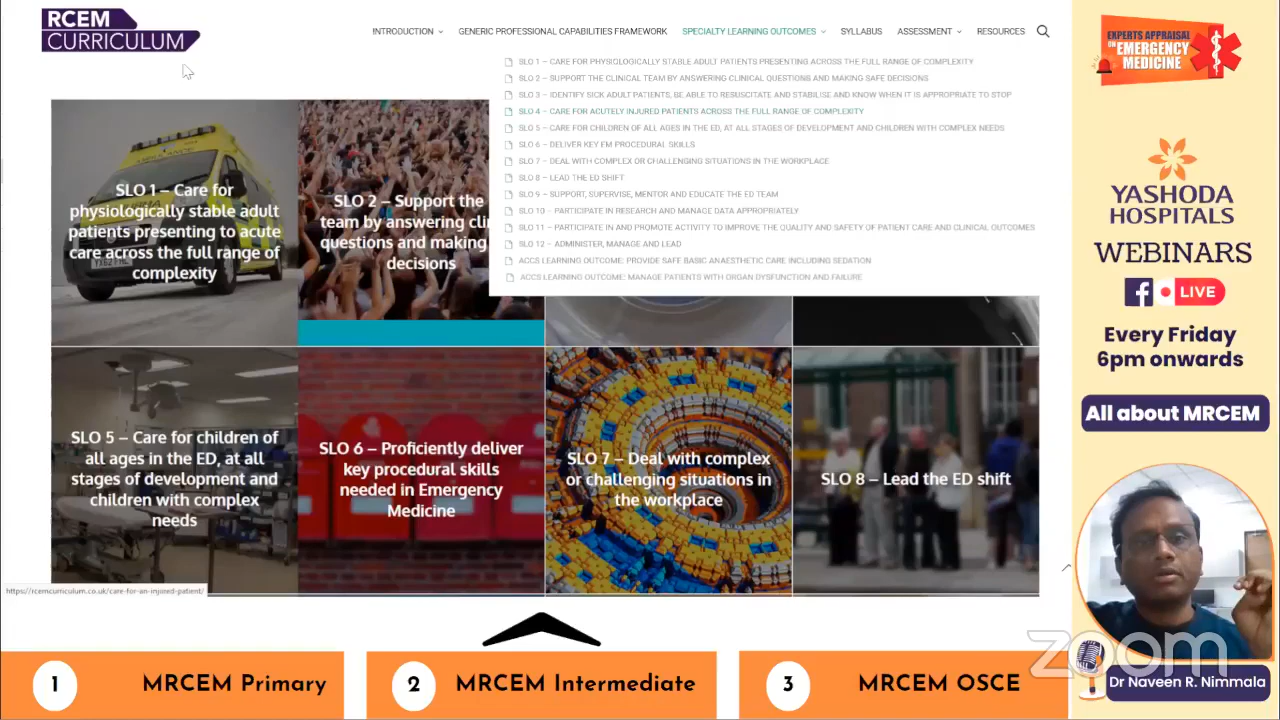 RCEM
CURRICULUM
INTRODUCTION
GENERIC PROFESSIONAL CAPABILITIES FRAMEWORK
SPECIALTY LEARNING OUTCOMES
SYLLABUS
ASSESSMENT
RESOURCES
SLO 1 – CARE FOR PHYSIOLOGICALLY STABLE ADULT PATIENTS PRESENTING ACROSS THE FULL RANGE OF COMPLEXITY
SLO 2 – SUPPORT THE CLINICAL TEAM BY ANSWERING CLINICAL QUESTIONS AND MAKING SAFE DECISIONS
SLO 3 – IDENTIFY SICK ADULT PATIENTS, BE ABLE TO RESUSCITATE AND STABILISE AND KNOW WHEN IT IS APPROPRIATE TO STOP
SLO 4 – CARE FOR ACUTELY INJURED PATIENTS ACROSS THE FULL RANGE OF COMPLEXITY
SLO 5 – CARE FOR CHILDREN OF ALL AGES IN THE ED, AT ALL STAGES OF DEVELOPMENT AND CHILDREN WITH COMPLEX NEEDS
SLO 6 – DELIVER KEY EM PROCEDURAL SKILLS
SLO 7 – DEAL WITH COMPLEX OR CHALLENGING SITUATIONS IN THE WORKPLACE
SLO 8 – LEAD THE ED SHIFT
SLO 9 – SUPPORT, SUPERVISE, MENTOR AND EDUCATE THE ED TEAM
SLO 10 – PARTICIPATE IN RESEARCH AND MANAGE DATA APPROPRIATELY
SLO 11 – PARTICIPATE IN AND PROMOTE ACTIVITY TO IMPROVE THE QUALITY AND SAFETY OF PATIENT CARE AND CLINICAL OUTCOMES
SLO 12 – ADMINISTER, MANAGE AND LEAD
ACCS LEARNING OUTCOME: PROVIDE SAFE BASIC ANAESTHETIC CARE INCLUDING SEDATION
ACCS LEARNING OUTCOME: MANAGE PATIENTS WITH ORGAN DYSFUNCTION AND FAILURE
AMBULANCE
SLO 1 – Care for
physiologically stable adult
patients presenting to acute
care across the full range of
complexity
SLO 2 – Support the
team by answering cli
questions and making
decisions
SLO 5 – Care for children of
all ages in the ED, at all
stages of development and
children with complex
needs
SLO 6 – Proficiently deliver
key procedural skills
needed in Emergency
Medicine
SLO 7 – Deal with complex
or challenging situations in
the workplace
SLO 8 – Lead the ED shift
https://rcemcurriculum.co.uk/care-for-an-injured-patient/
1
MRCEM Primary
2
MRCEM Intermediate
3
MRCEM OSCE
EXPERTS APPRAISAL
ON EMERGENCY
MEDICINE
YASHODA
HOSPITALS
WEBINARS
LIVE
Every Friday
6pm onwards
All about MRCEM
zoom
Dr Naveen R. Nimmala